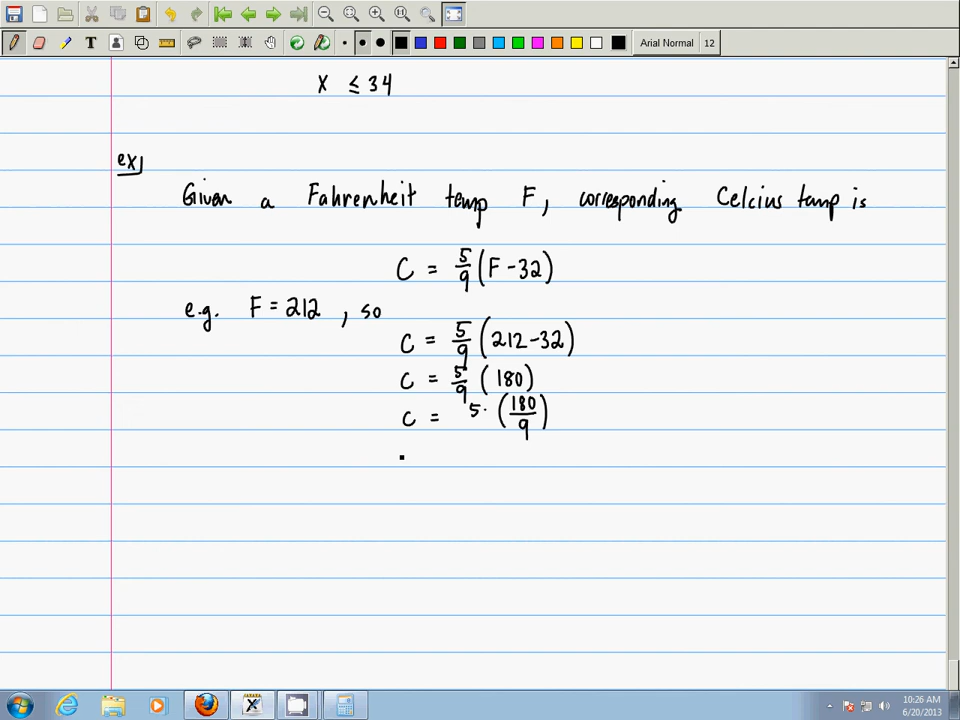 Arial Normal 12
x ≤ 34
ex)
Given a Fahrenheit temp F, corresponding Celcius temp is
C = 5/9 (F - 32)
e.g. F = 212, so
C = 5/9 (212 - 32)
C = 5/9 (180)
C = 5 · (180/9)
10:26 AM
6/20/2013